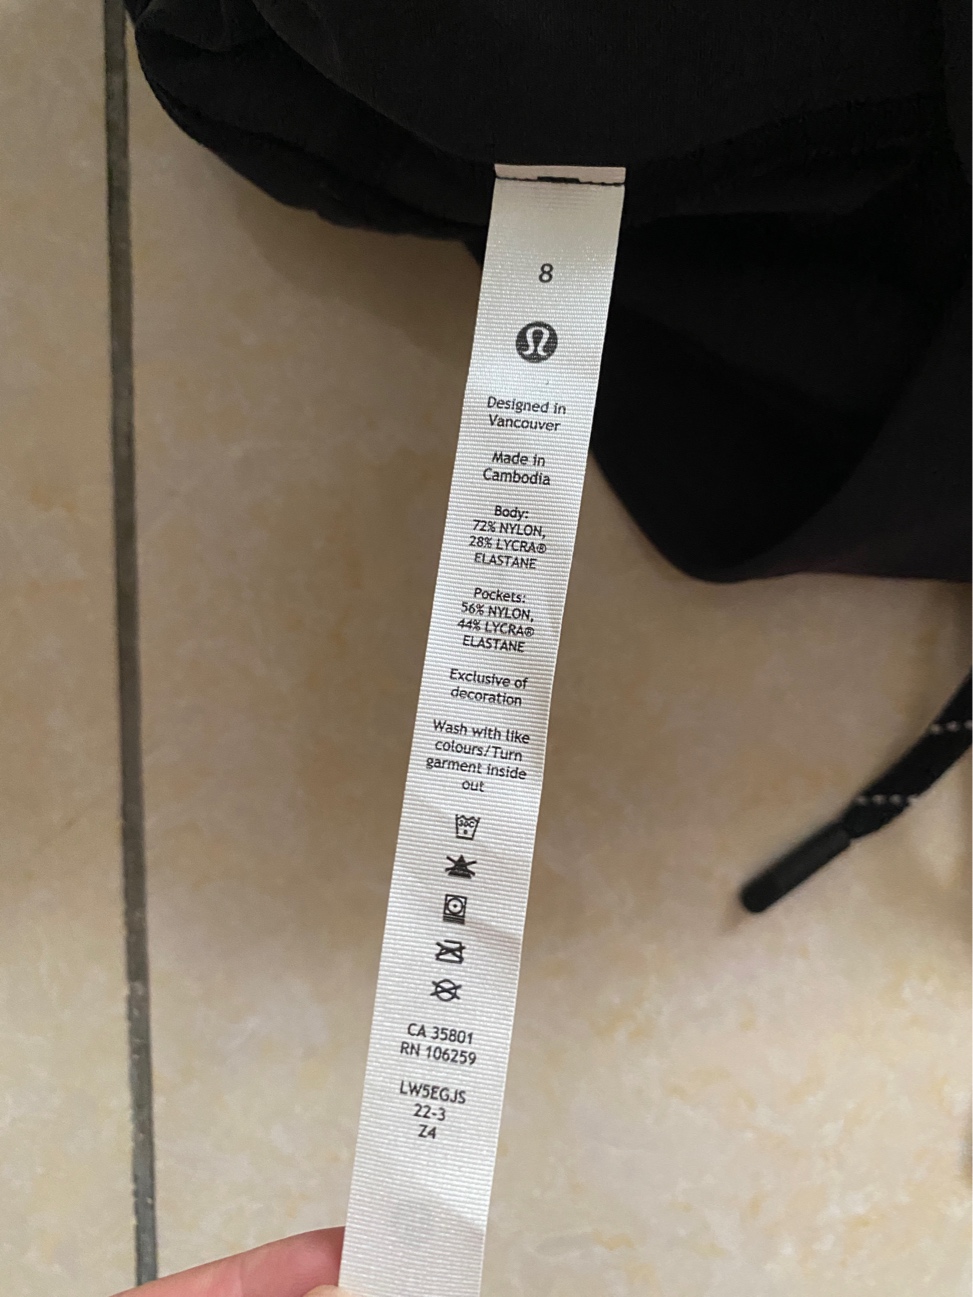 8
Designed in
Vancouver
Made in
Cambodia
Body:
72% NYLON,
28% LYCRA®
ELASTANE
Pockets:
56% NYLON,
44% LYCRA®
ELASTANE
Exclusive of
decoration
Wash with like
colours/Turn
garment inside
out
30C
CA 35801
RN 106259
LW5EGJS
22-3
Z4